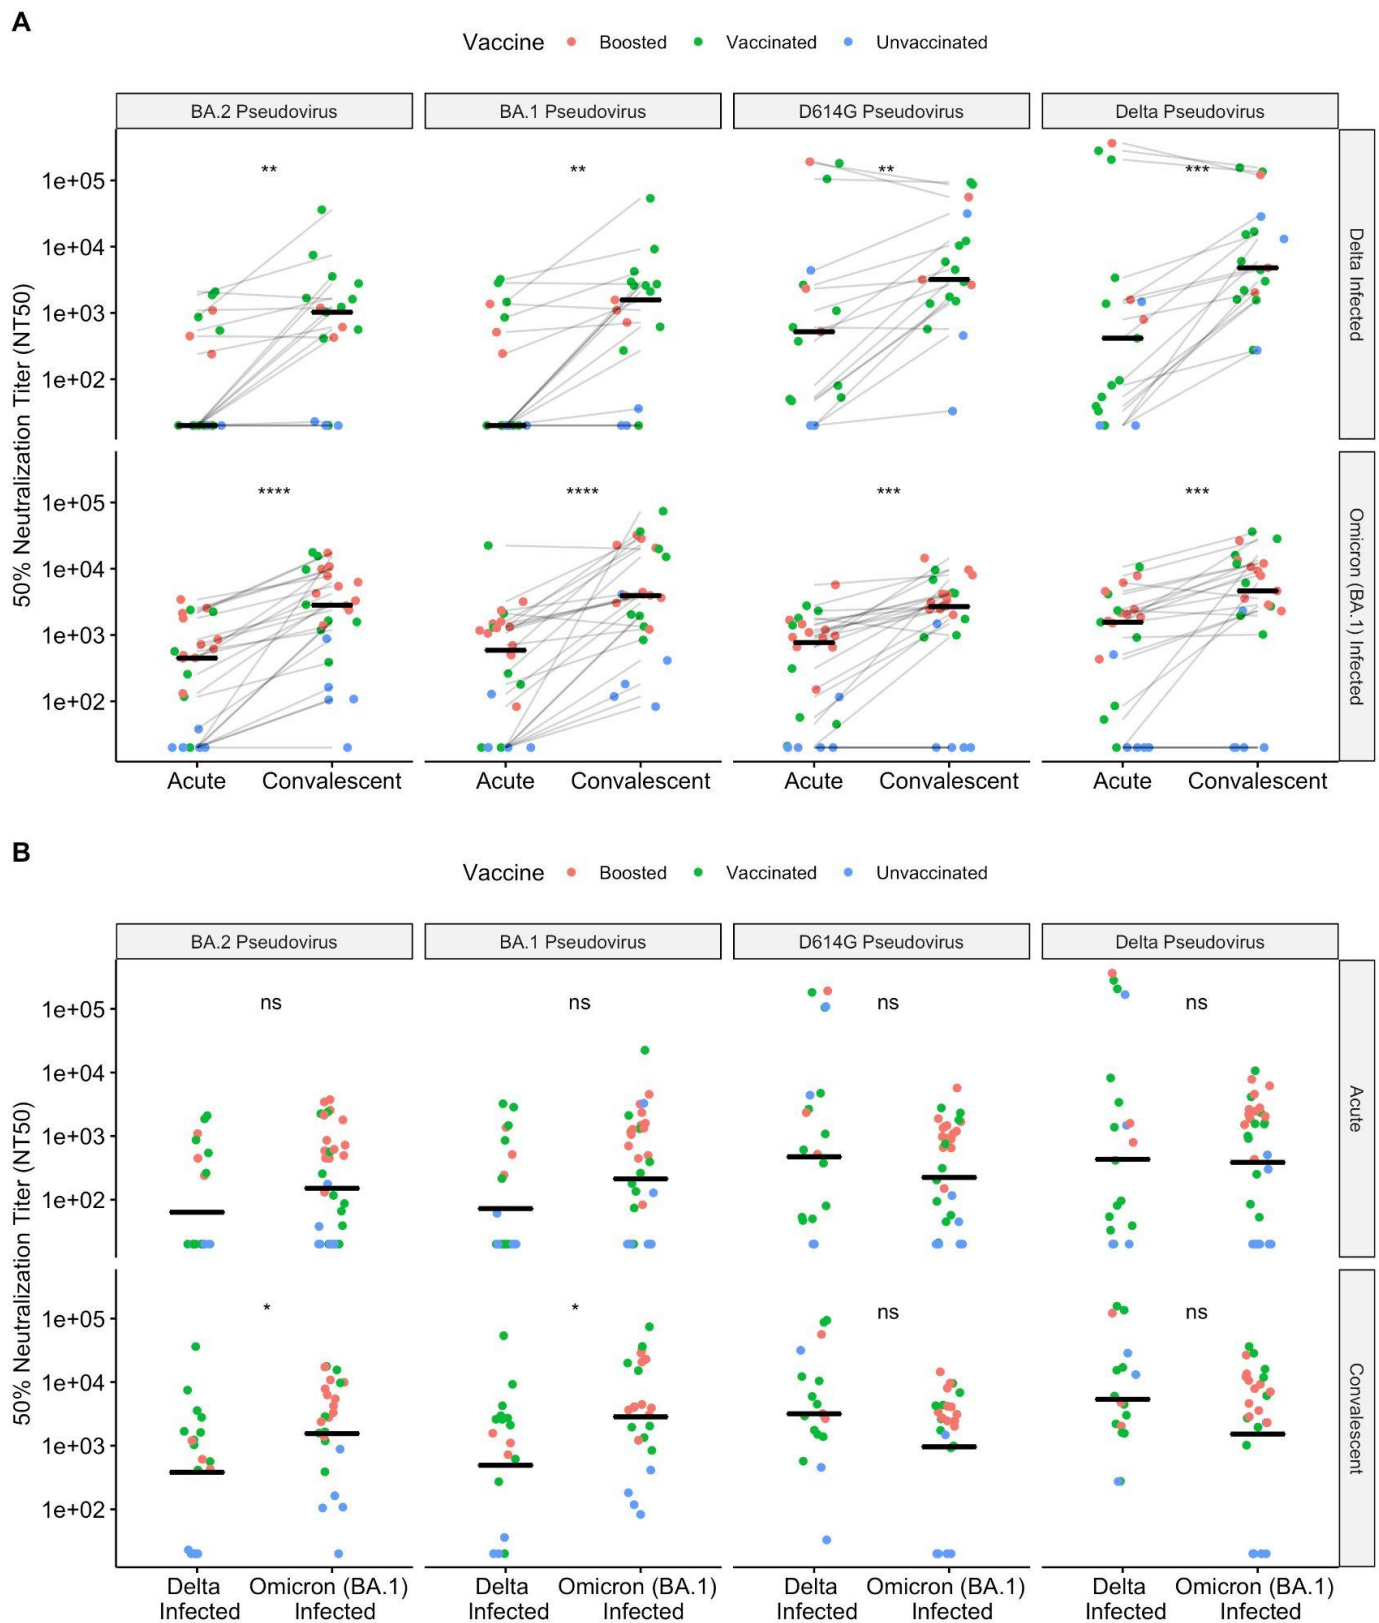 A
Vaccine Boosted Vaccinated Unvaccinated
BA.2 Pseudovirus BA.1 Pseudovirus D614G Pseudovirus Delta Pseudovirus
50% Neutralization Titer (NT50)
1e+05
1e+04
1e+03
1e+02
** ** ** ***
Delta Infected
1e+05
1e+04
1e+03
1e+02
**** **** *** ***
Omicron (BA.1) Infected
Acute Convalescent Acute Convalescent Acute Convalescent Acute Convalescent
B
Vaccine Boosted Vaccinated Unvaccinated
BA.2 Pseudovirus BA.1 Pseudovirus D614G Pseudovirus Delta Pseudovirus
50% Neutralization Titer (NT50)
1e+05
1e+04
1e+03
1e+02
ns ns ns ns
Acute
1e+05
1e+04
1e+03
1e+02
* * ns ns
Convalescent
Delta Omicron (BA.1) Delta Omicron (BA.1) Delta Omicron (BA.1) Delta Omicron (BA.1)
Infected Infected Infected Infected Infected Infected Infected Infected